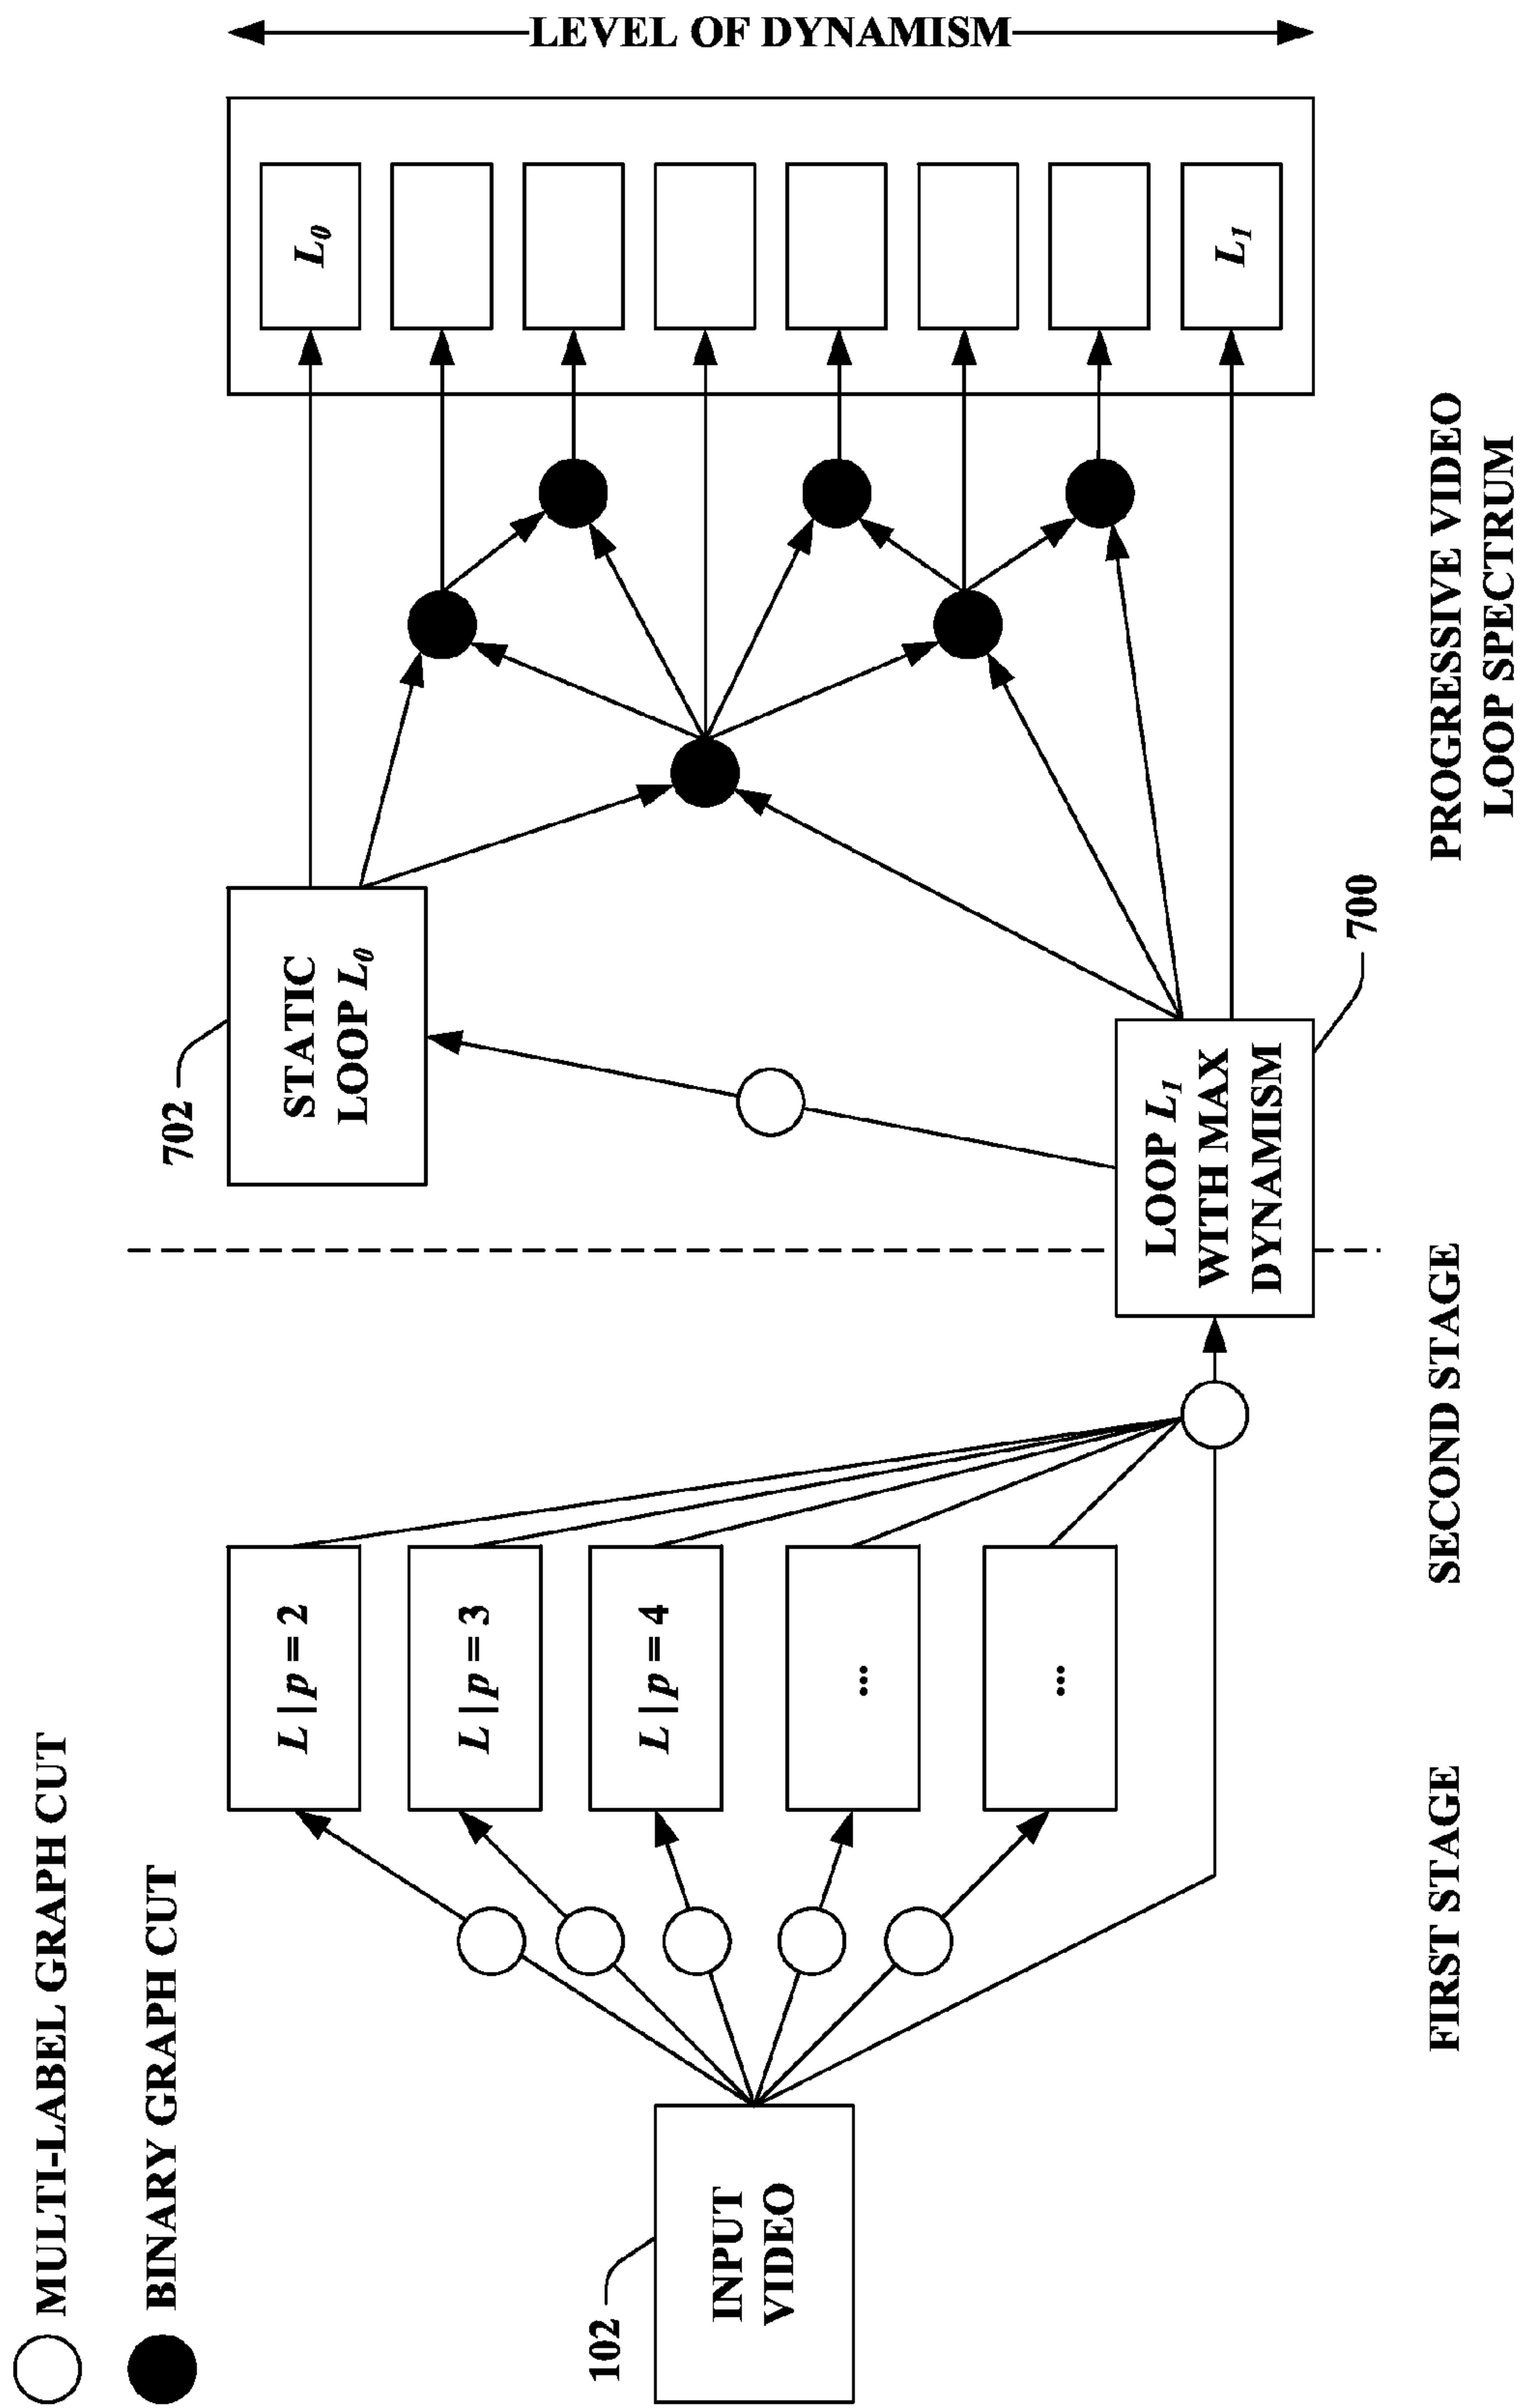 MULTI-LABEL GRAPH CUT
BINARY GRAPH CUT
102
INPUT
VIDEO
L | p = 2
L | p = 3
L | p = 4
...
...
702
STATIC
LOOP L0
LOOP L1
WITH MAX
DYNAMISM
700
L0
L1
LEVEL OF DYNAMISM
FIRST STAGE
SECOND STAGE
PROGRESSIVE VIDEO
LOOP SPECTRUM